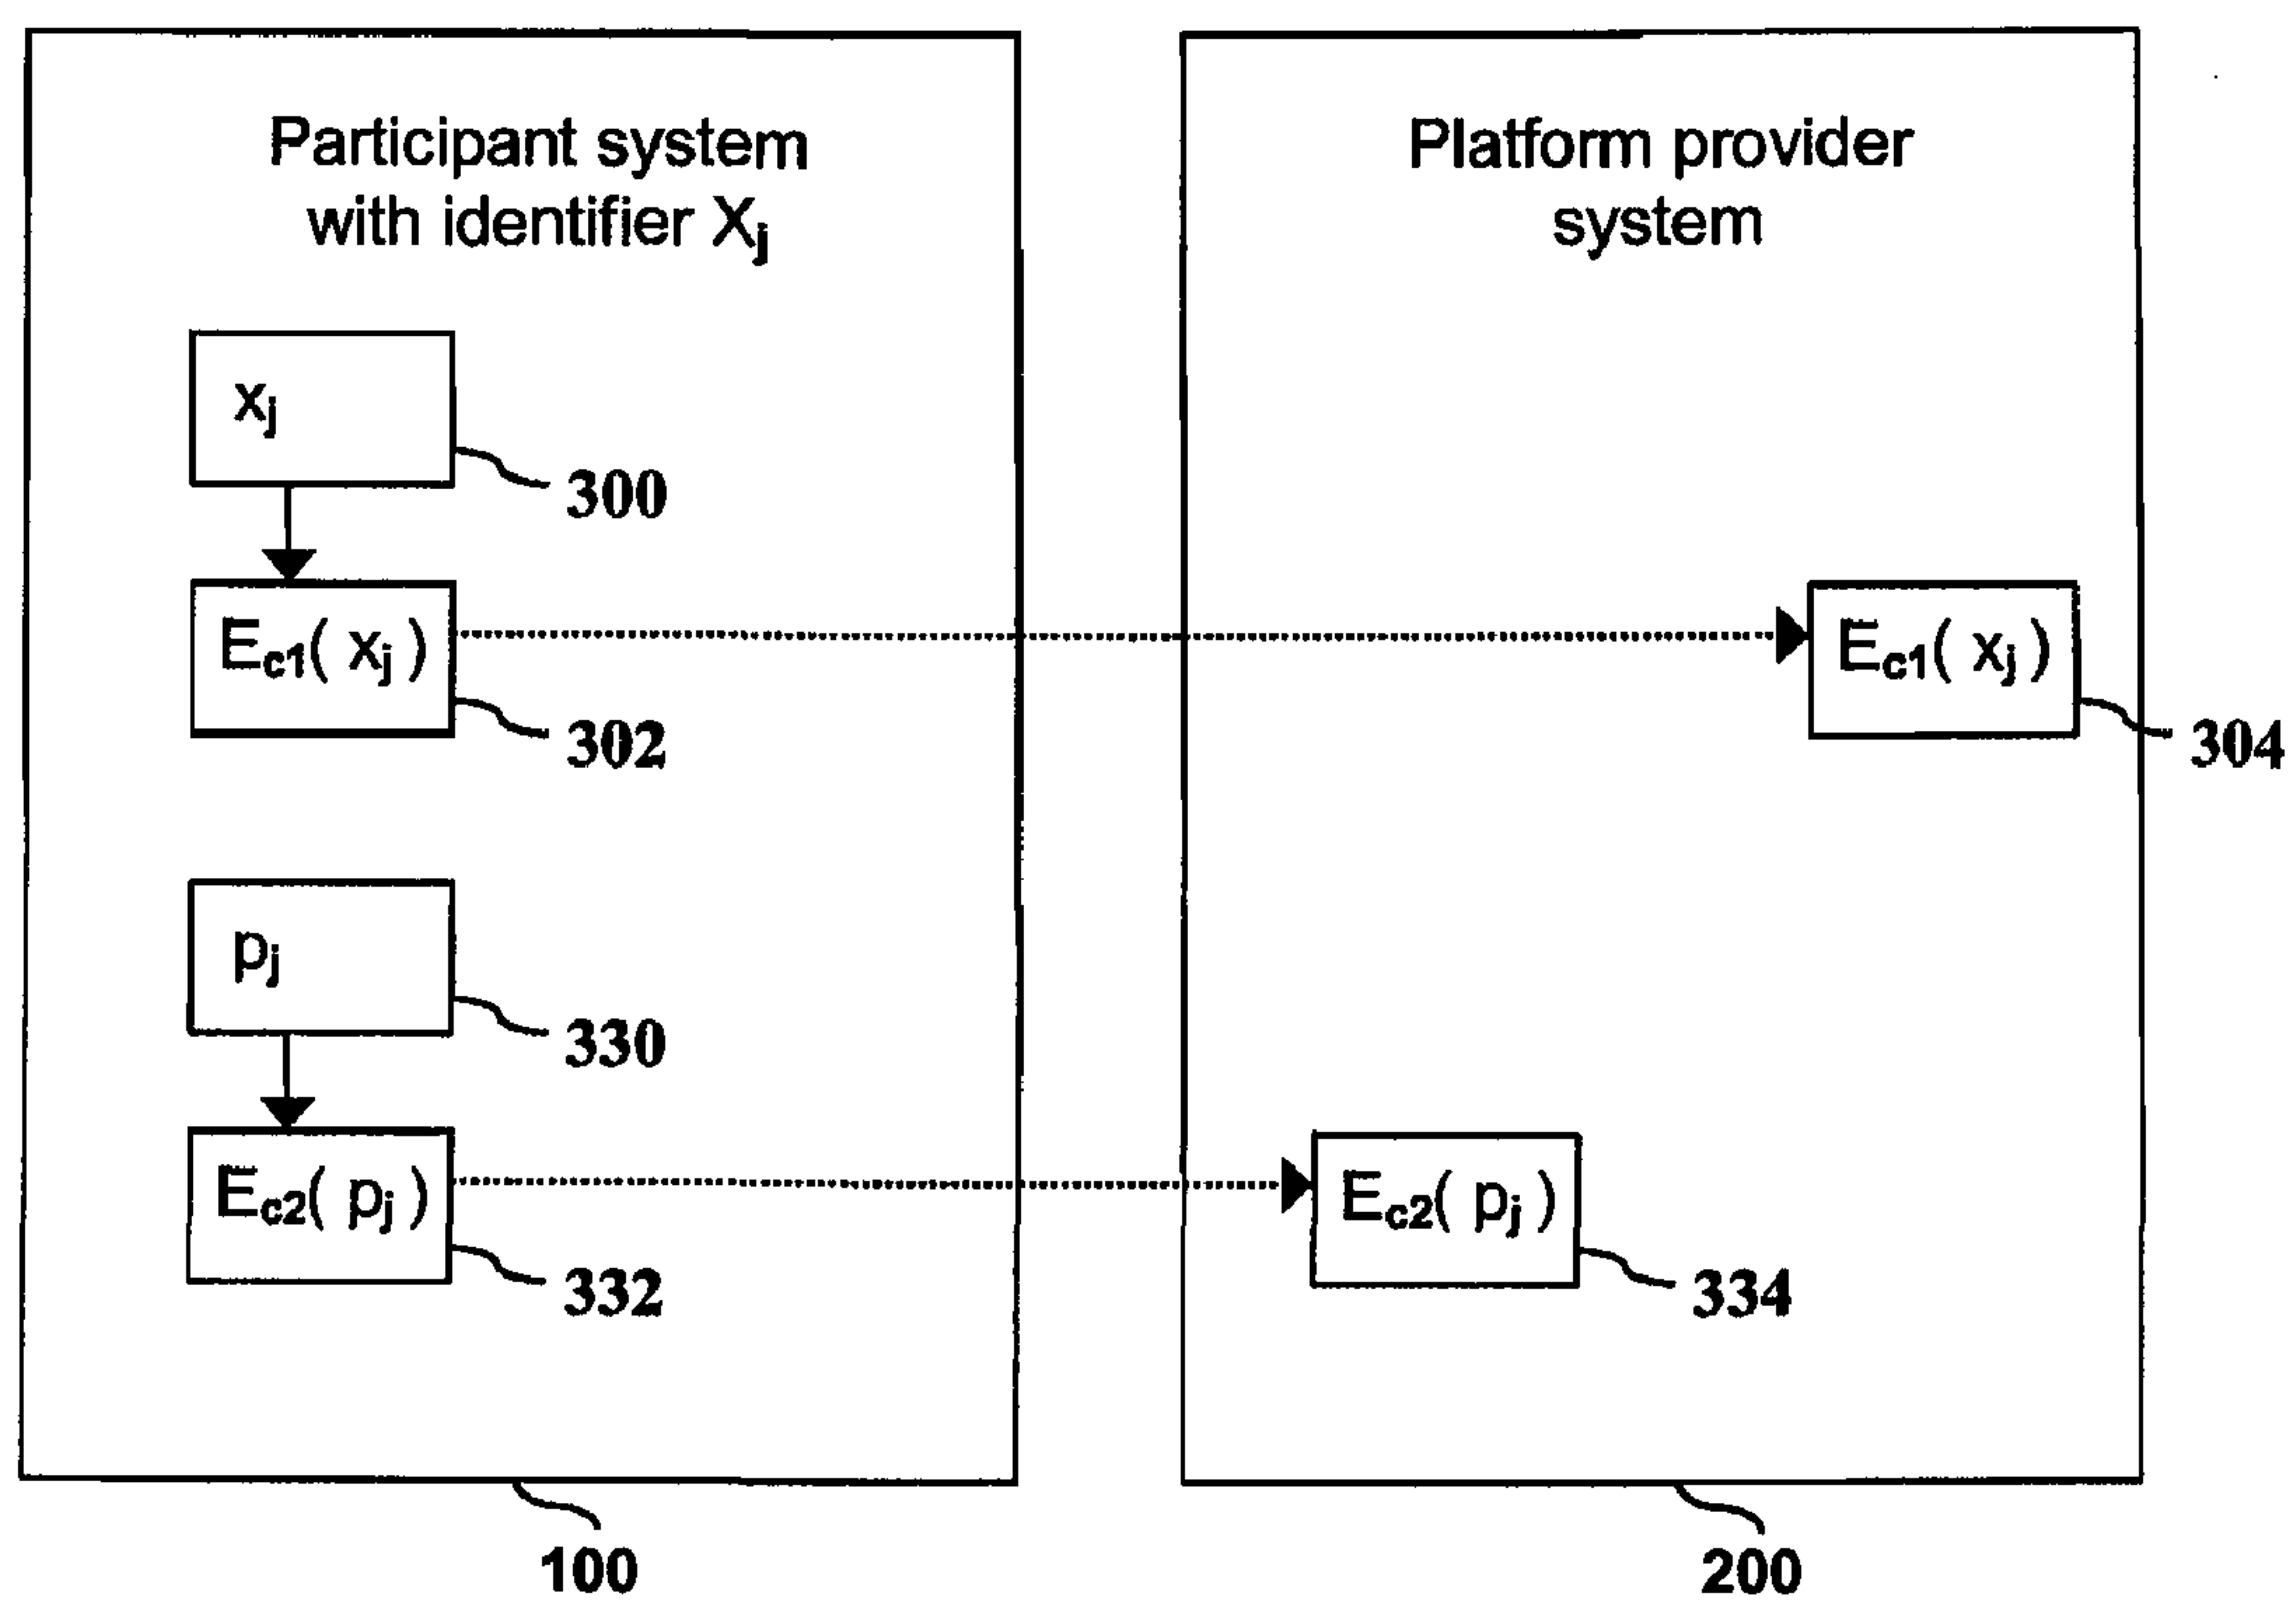 Participant system
with identifier Xj
Platform provider
system
xj
300
Ec1( xj )
302
Ec1( xj )
304
pj
330
Ec2( pj )
332
Ec2( pj )
334
100
200